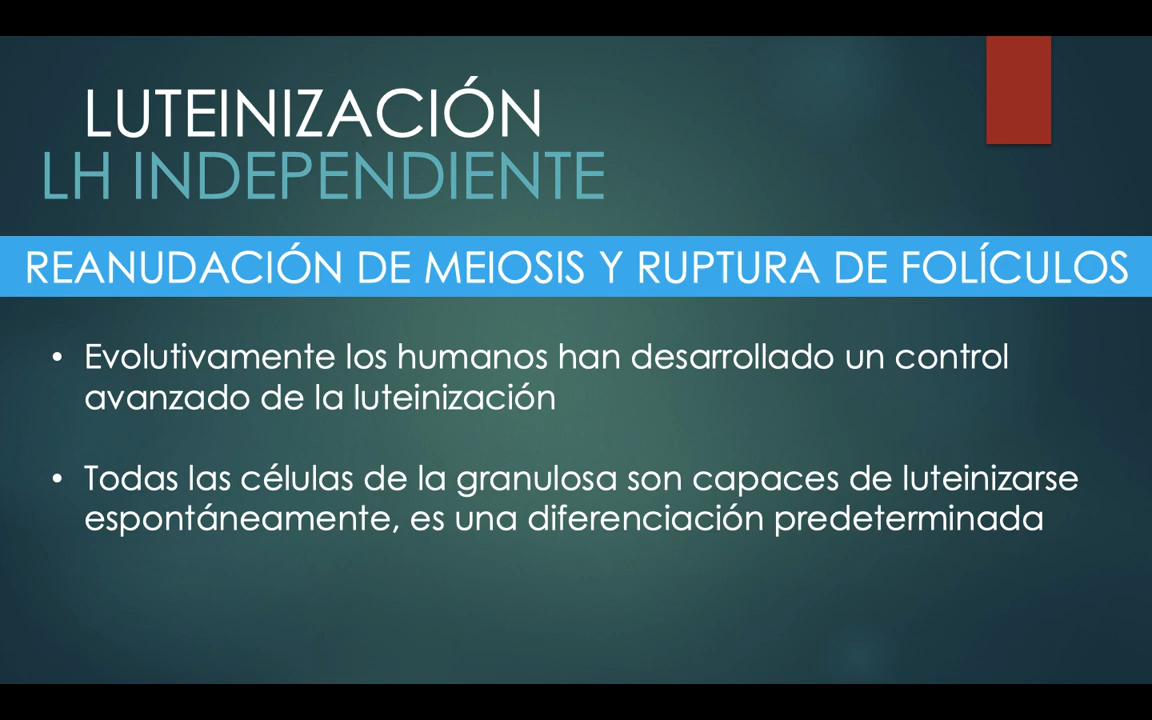 LUTEINIZACIÓN
LH INDEPENDIENTE
REANUDACIÓN DE MEIOSIS Y RUPTURA DE FOLÍCULOS
• Evolutivamente los humanos han desarrollado un control
avanzado de la luteinización
• Todas las células de la granulosa son capaces de luteinizarse
espontáneamente, es una diferenciación predeterminada